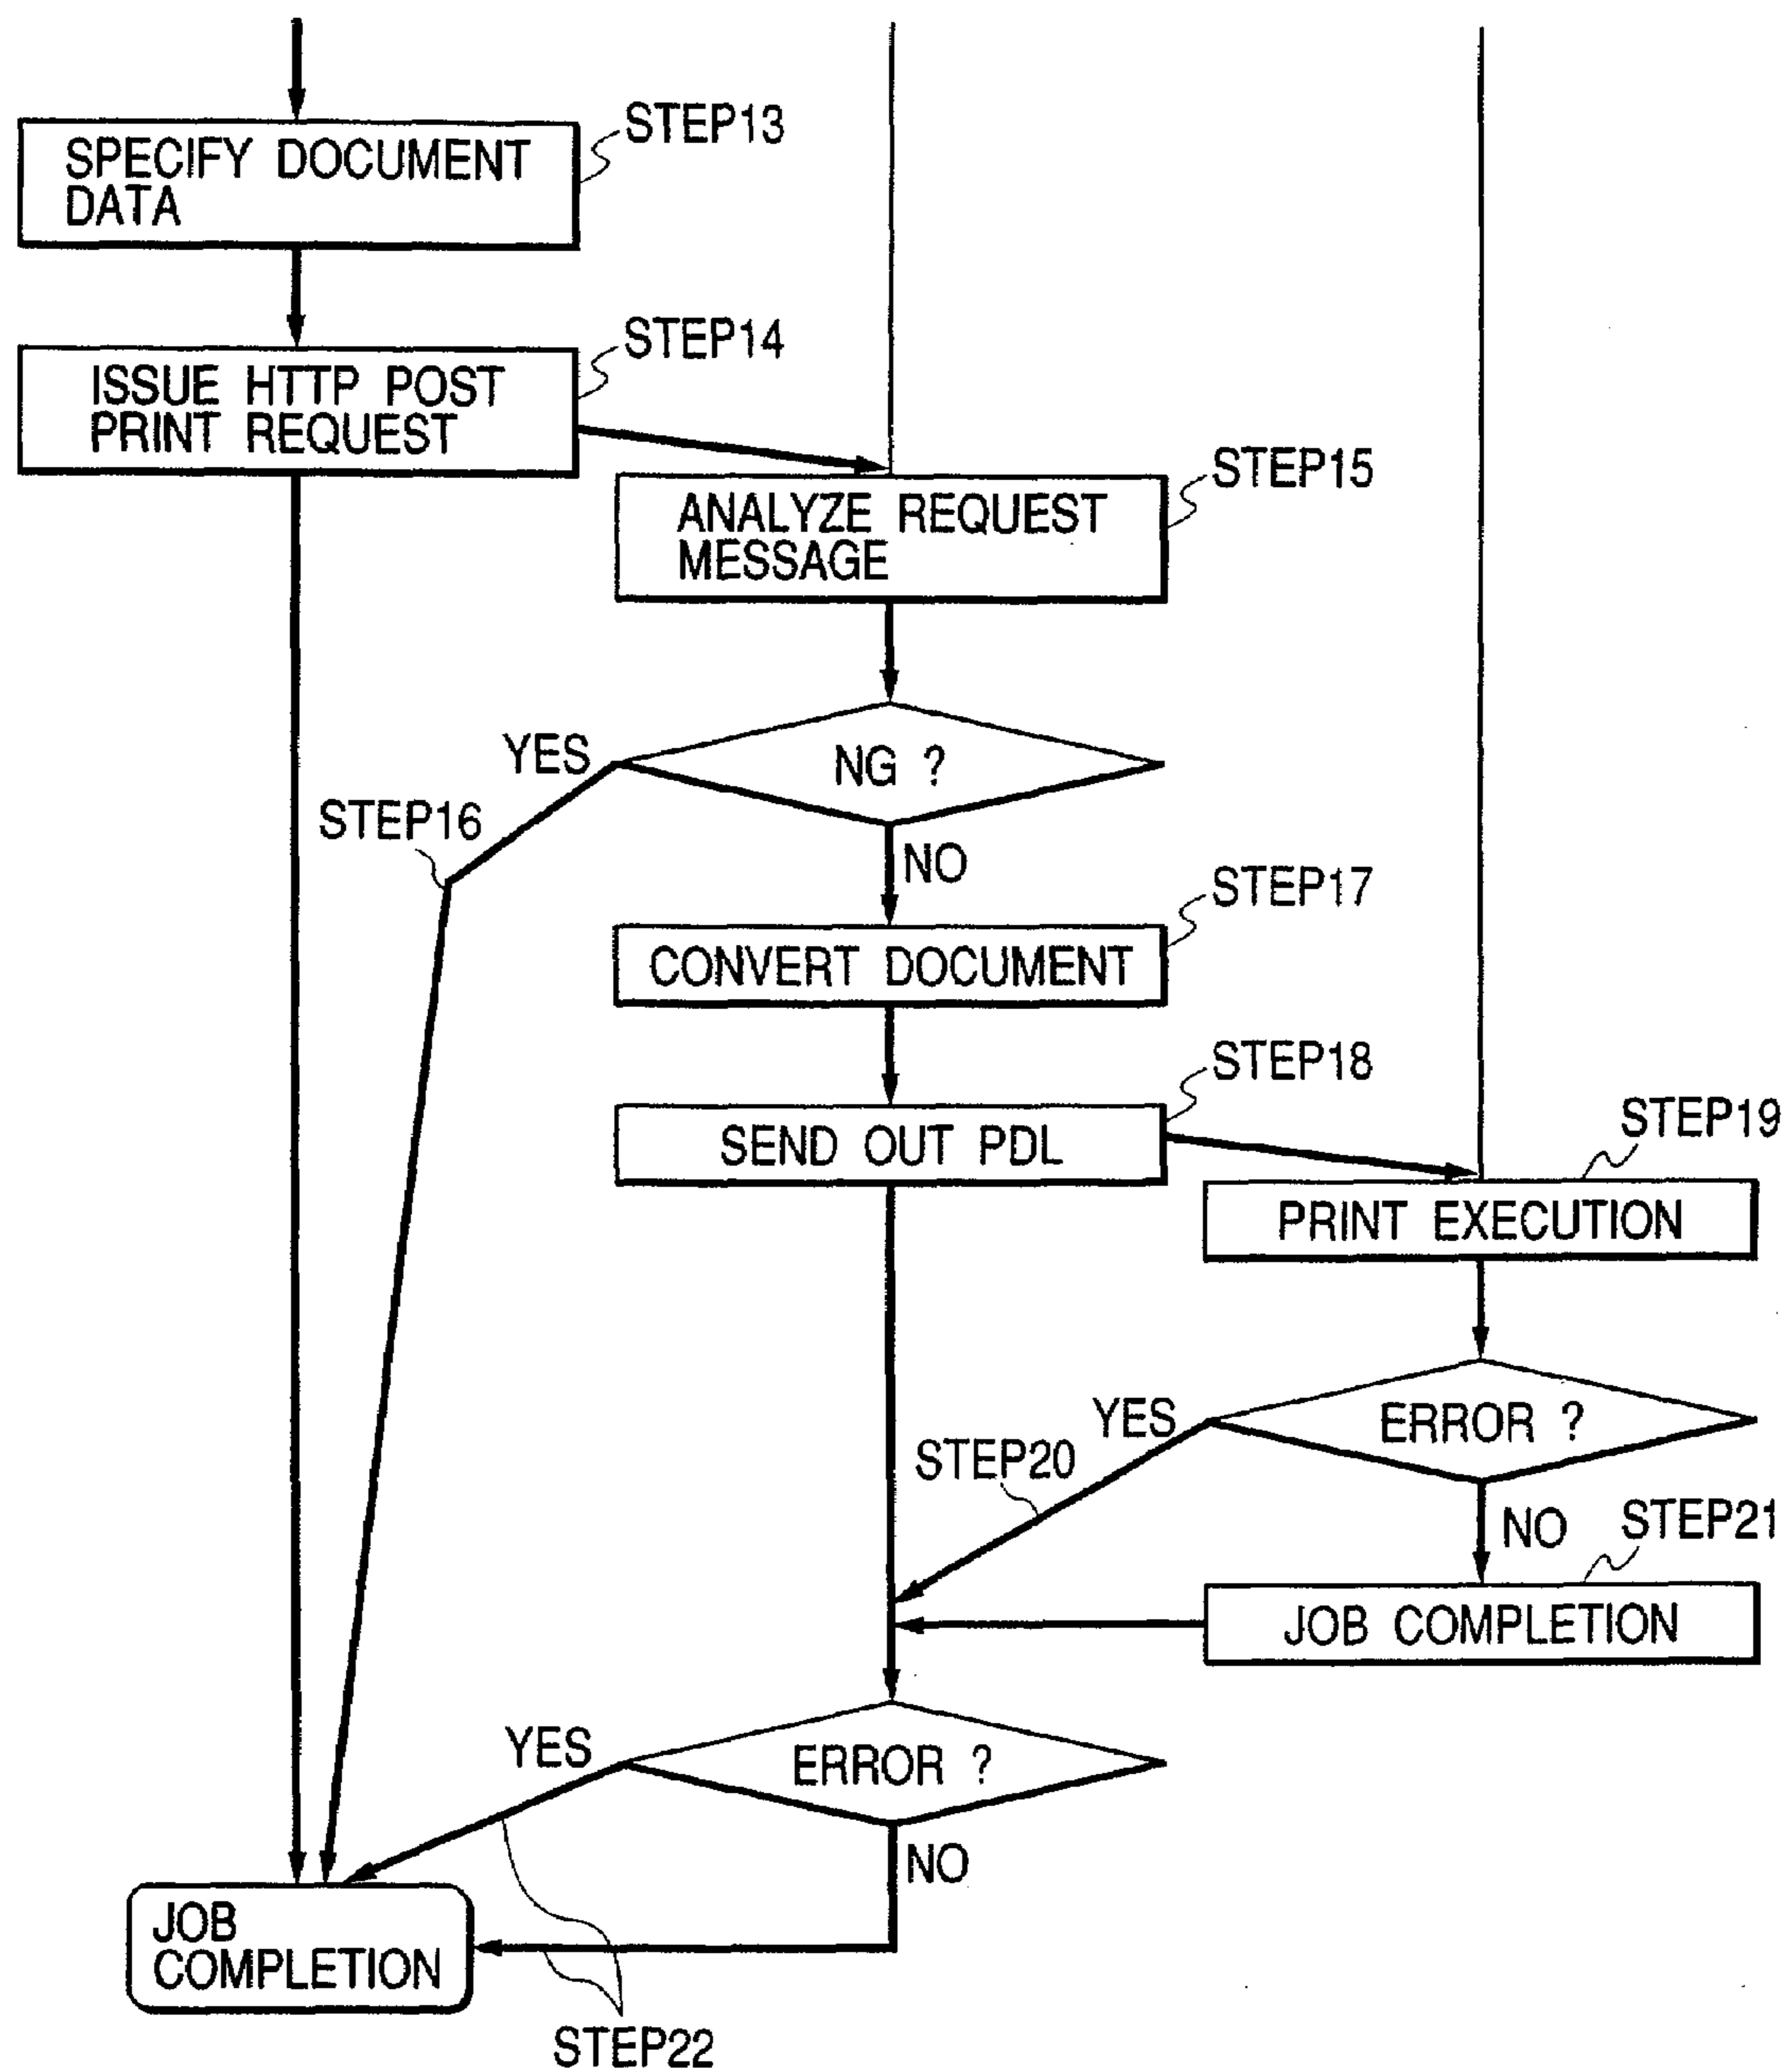 STEP13
SPECIFY DOCUMENT
DATA
STEP14
ISSUE HTTP POST
PRINT REQUEST
STEP15
ANALYZE REQUEST
MESSAGE
YES
NG ?
STEP16
NO
STEP17
CONVERT DOCUMENT
STEP18
SEND OUT PDL
STEP19
PRINT EXECUTION
YES
ERROR ?
STEP20
NO
STEP21
JOB COMPLETION
YES
ERROR ?
NO
JOB
COMPLETION
STEP22